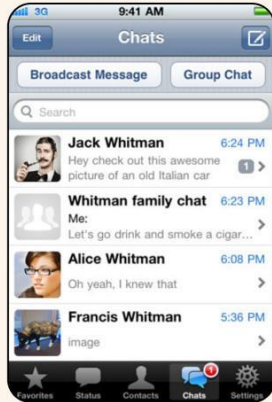 3G 9:41 AM
Edit Chats
Broadcast Message Group Chat
Search
Jack Whitman 6:24 PM
Hey check out this awesome
picture of an old Italian car 1
Whitman family chat 6:23 PM
Me:
Let's go drink and smoke a cigar...
Alice Whitman 6:08 PM
Oh yeah, I knew that
Francis Whitman 5:36 PM
image
1
Favorites Status Contacts Chats Settings